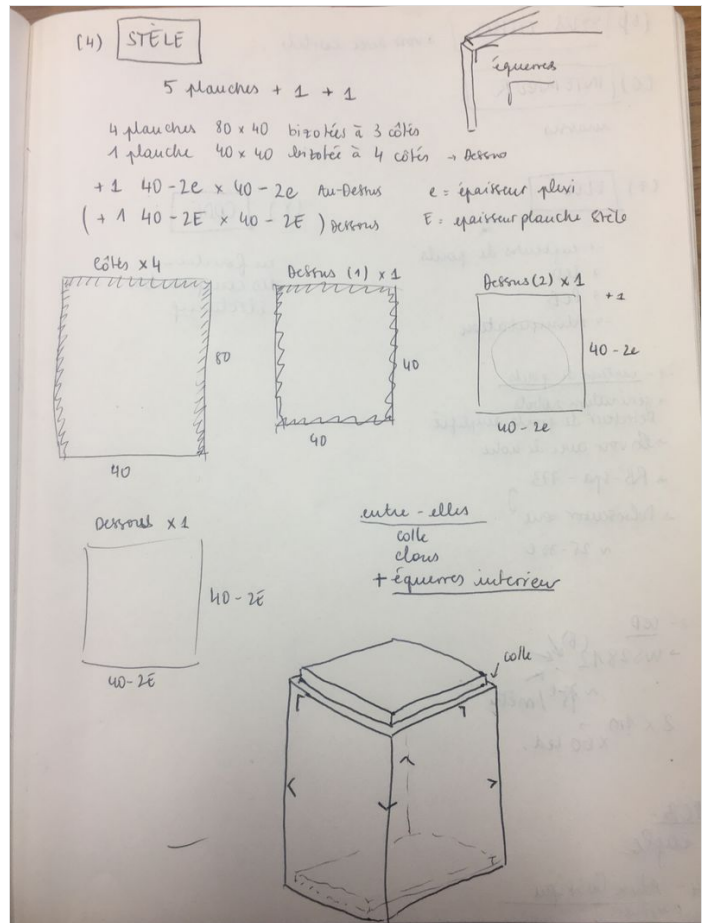 (4) STÈLE
équerres
5 planches + 1 + 1
4 planches 80 x 40 bizotées à 3 côtés
1 planche 40 x 40 bizotée à 4 côtés → Dessus
+ 1 40-2e x 40-2e Au-Dessus e = épaisseur plexi
(+ 1 40-2E x 40-2E) Dessous E = épaisseur planche Stèle
Côtés x 4
Dessus (1) x 1
Dessus (2) x 1
+1
80
40
40 - 2e
40
40
40 - 2e
Dessous x 1
40 - 2E
40-2E
entre-elles
colle
clous
+ équerres interieur
colle